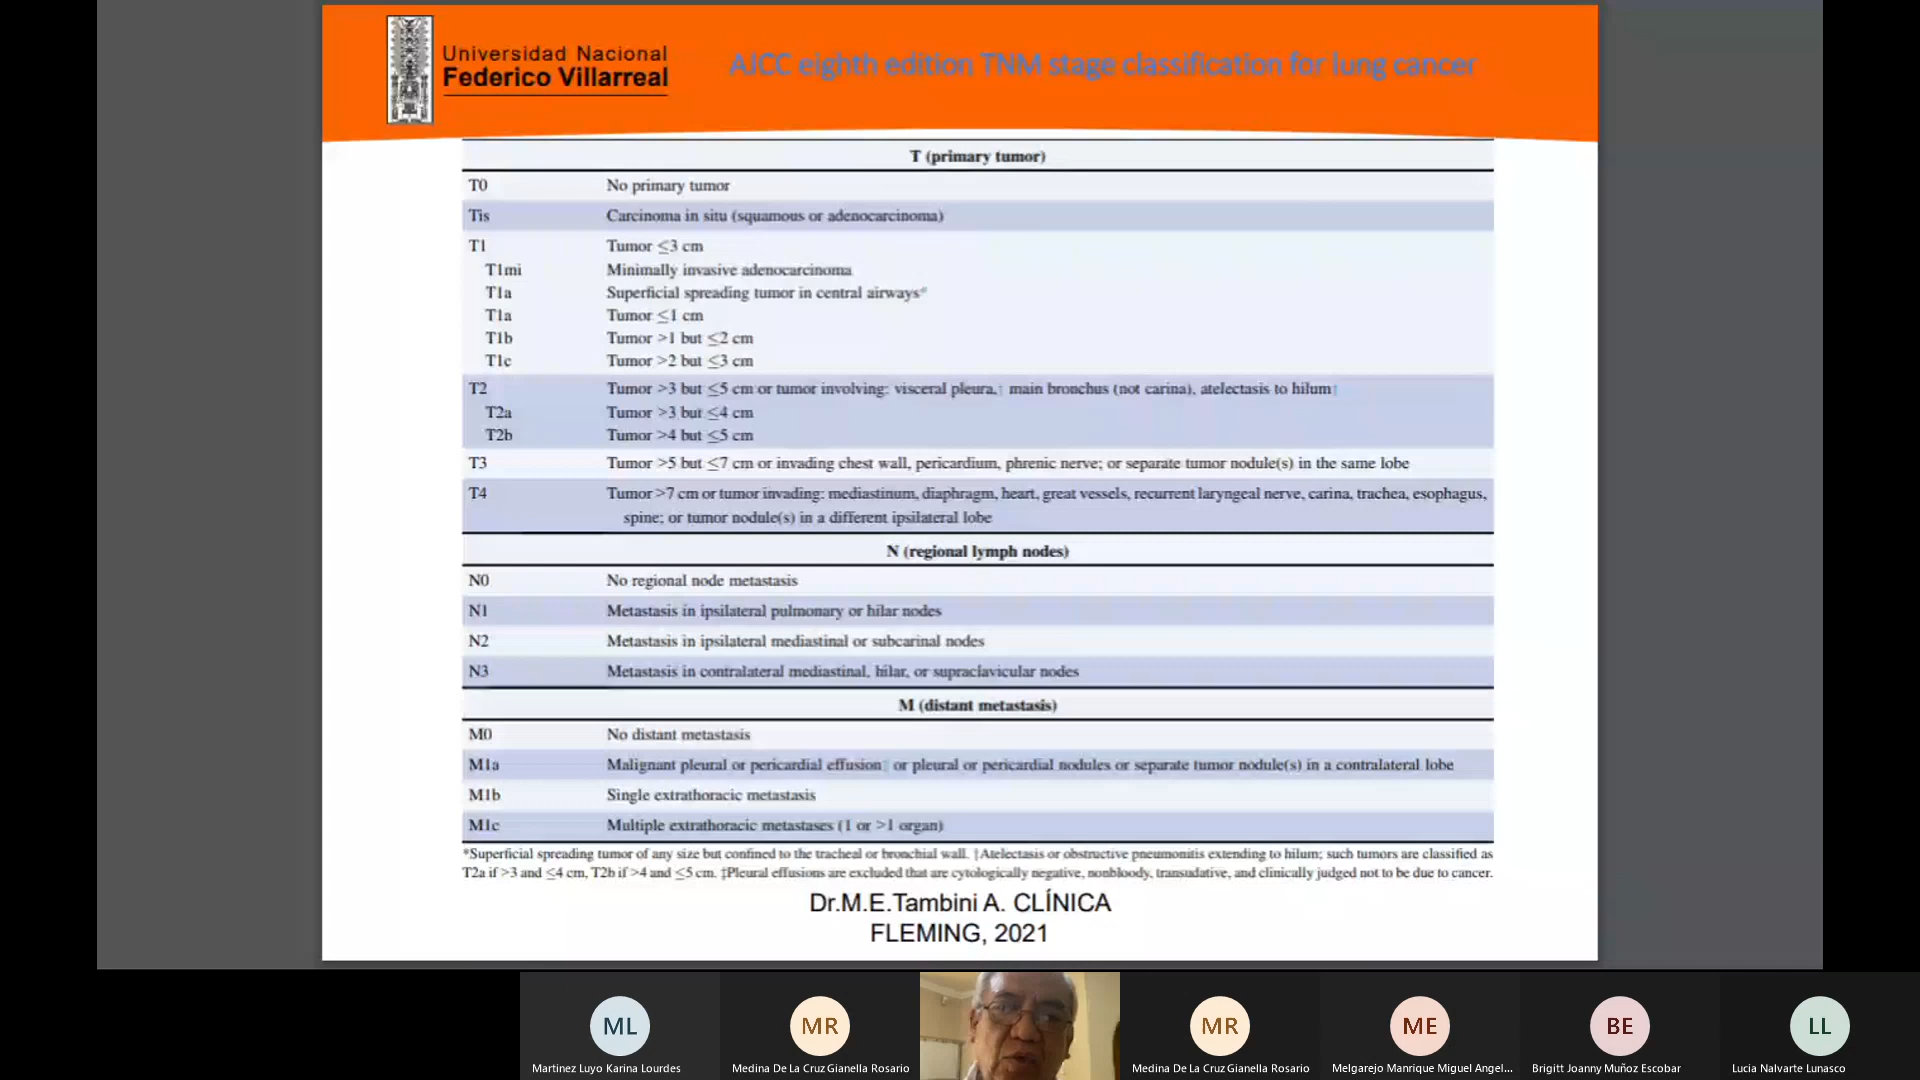 Universidad Nacional
Federico Villarreal
AJCC eighth edition TNM stage classification for lung cancer
T (primary tumor)
T0 No primary tumor
Tis Carcinoma in situ (squamous or adenocarcinoma)
T1 Tumor ≤3 cm
T1mi Minimally invasive adenocarcinoma
T1a Superficial spreading tumor in central airways*
T1a Tumor ≤1 cm
T1b Tumor >1 but ≤2 cm
T1c Tumor >2 but ≤3 cm
T2 Tumor >3 but ≤5 cm or tumor involving: visceral pleura,† main bronchus (not carina), atelectasis to hilum†
T2a Tumor >3 but ≤4 cm
T2b Tumor >4 but ≤5 cm
T3 Tumor >5 but ≤7 cm or invading chest wall, pericardium, phrenic nerve; or separate tumor nodule(s) in the same lobe
T4 Tumor >7 cm or tumor invading: mediastinum, diaphragm, heart, great vessels, recurrent laryngeal nerve, carina, trachea, esophagus,
spine; or tumor nodule(s) in a different ipsilateral lobe
N (regional lymph nodes)
N0 No regional node metastasis
N1 Metastasis in ipsilateral pulmonary or hilar nodes
N2 Metastasis in ipsilateral mediastinal or subcarinal nodes
N3 Metastasis in contralateral mediastinal, hilar, or supraclavicular nodes
M (distant metastasis)
M0 No distant metastasis
M1a Malignant pleural or pericardial effusion‡ or pleural or pericardial nodules or separate tumor nodule(s) in a contralateral lobe
M1b Single extrathoracic metastasis
M1c Multiple extrathoracic metastases (1 or >1 organ)
*Superficial spreading tumor of any size but confined to the tracheal or bronchial wall. †Atelectasis or obstructive pneumonitis extending to hilum; such tumors are classified as
T2a if >3 and ≤4 cm, T2b if >4 and ≤5 cm. ‡Pleural effusions are excluded that are cytologically negative, nonbloody, transudative, and clinically judged not to be due to cancer.
Dr.M.E.Tambini A. CLÍNICA
FLEMING, 2021
ML
MR
MR
ME
BE
LL
Martinez Luyo Karina Lourdes
Medina De La Cruz Gianella Rosario
Medina De La Cruz Gianella Rosario
Melgarejo Manrique Miguel Angel...
Brigitt Joanny Muñoz Escobar
Lucia Nalvarte Lunasco